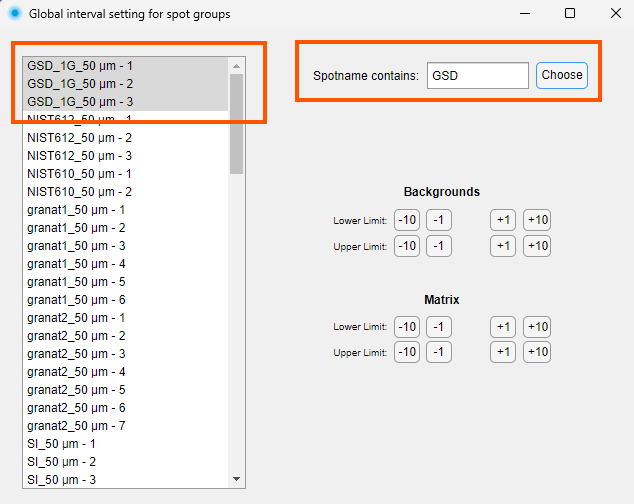 Global interval setting for spot groups
GSD_1G_50 µm - 1
GSD_1G_50 µm - 2
GSD_1G_50 µm - 3
NIST612_50 µm - 1
NIST612_50 µm - 2
NIST612_50 µm - 3
NIST610_50 µm - 1
NIST610_50 µm - 2
granat1_50 µm - 1
granat1_50 µm - 2
granat1_50 µm - 3
granat1_50 µm - 4
granat1_50 µm - 5
granat1_50 µm - 6
granat2_50 µm - 1
granat2_50 µm - 2
granat2_50 µm - 3
granat2_50 µm - 4
granat2_50 µm - 5
granat2_50 µm - 6
granat2_50 µm - 7
SI_50 µm - 1
SI_50 µm - 2
SI_50 µm - 3
Spotname contains: GSD Choose
Backgrounds
Lower Limit: -10 -1 +1 +10
Upper Limit: -10 -1 +1 +10
Matrix
Lower Limit: -10 -1 +1 +10
Upper Limit: -10 -1 +1 +10